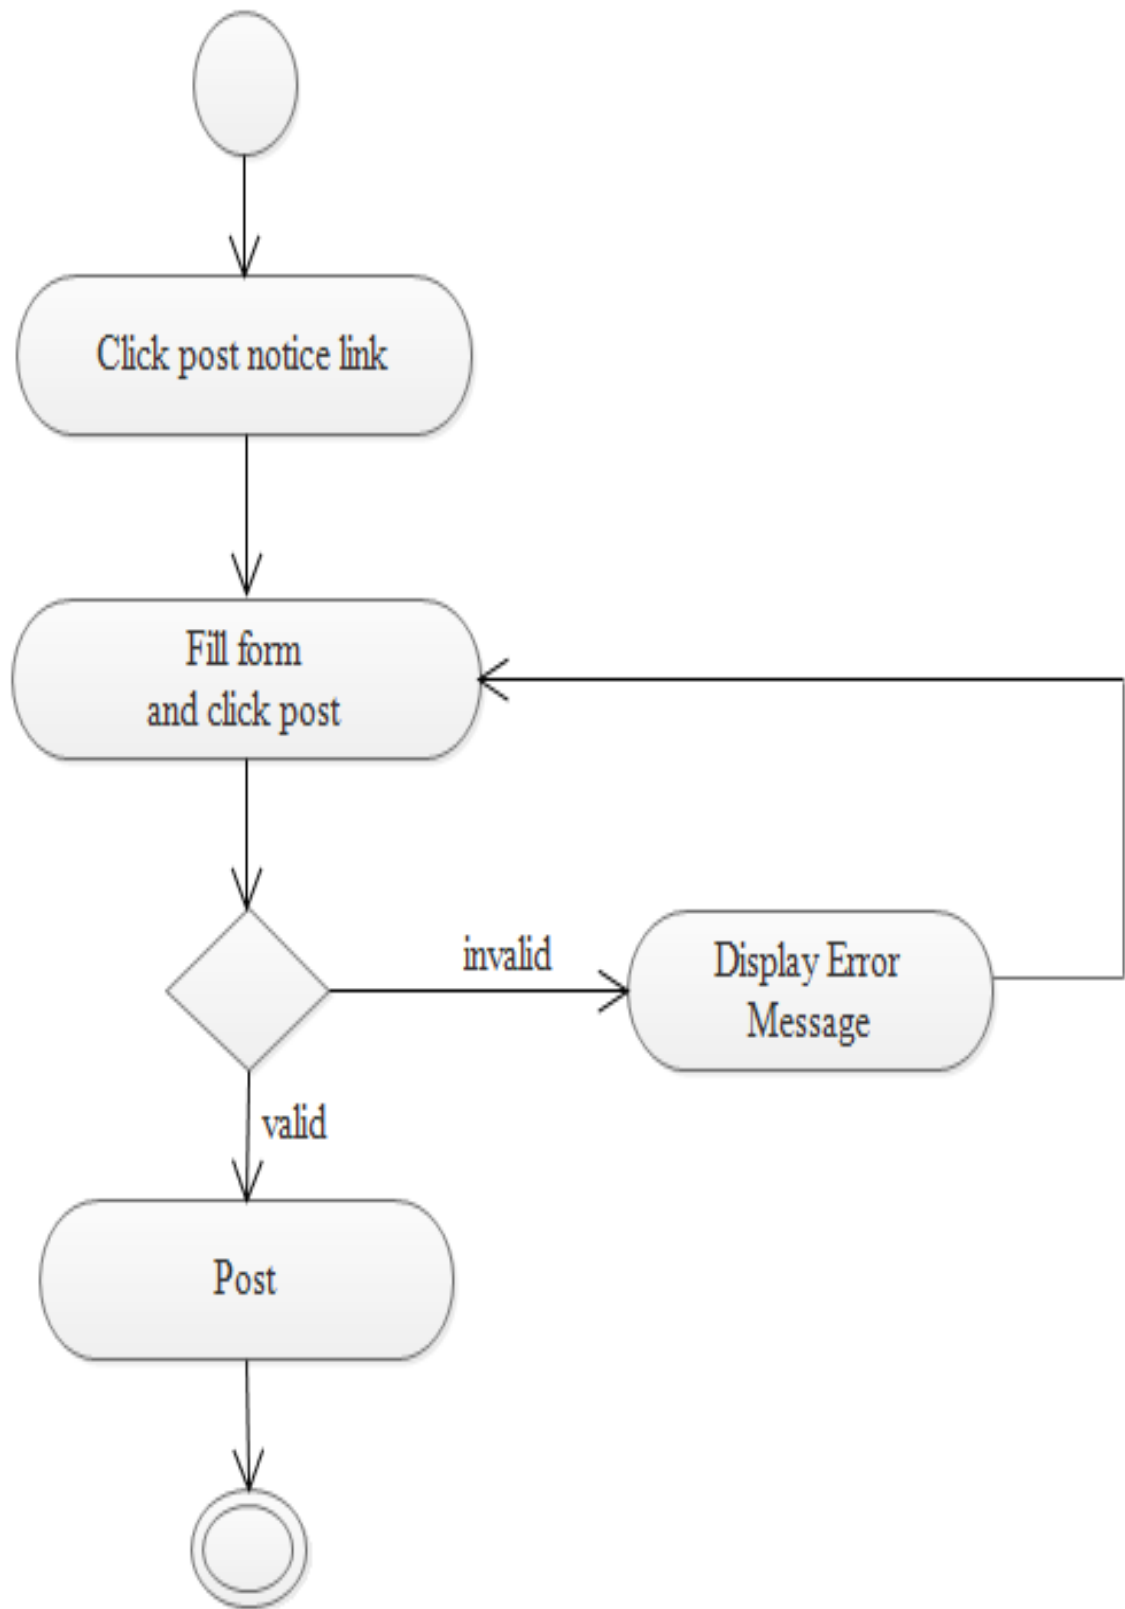 Click post notice link
Fill form
and click post
invalid
Display Error
Message
valid
Post